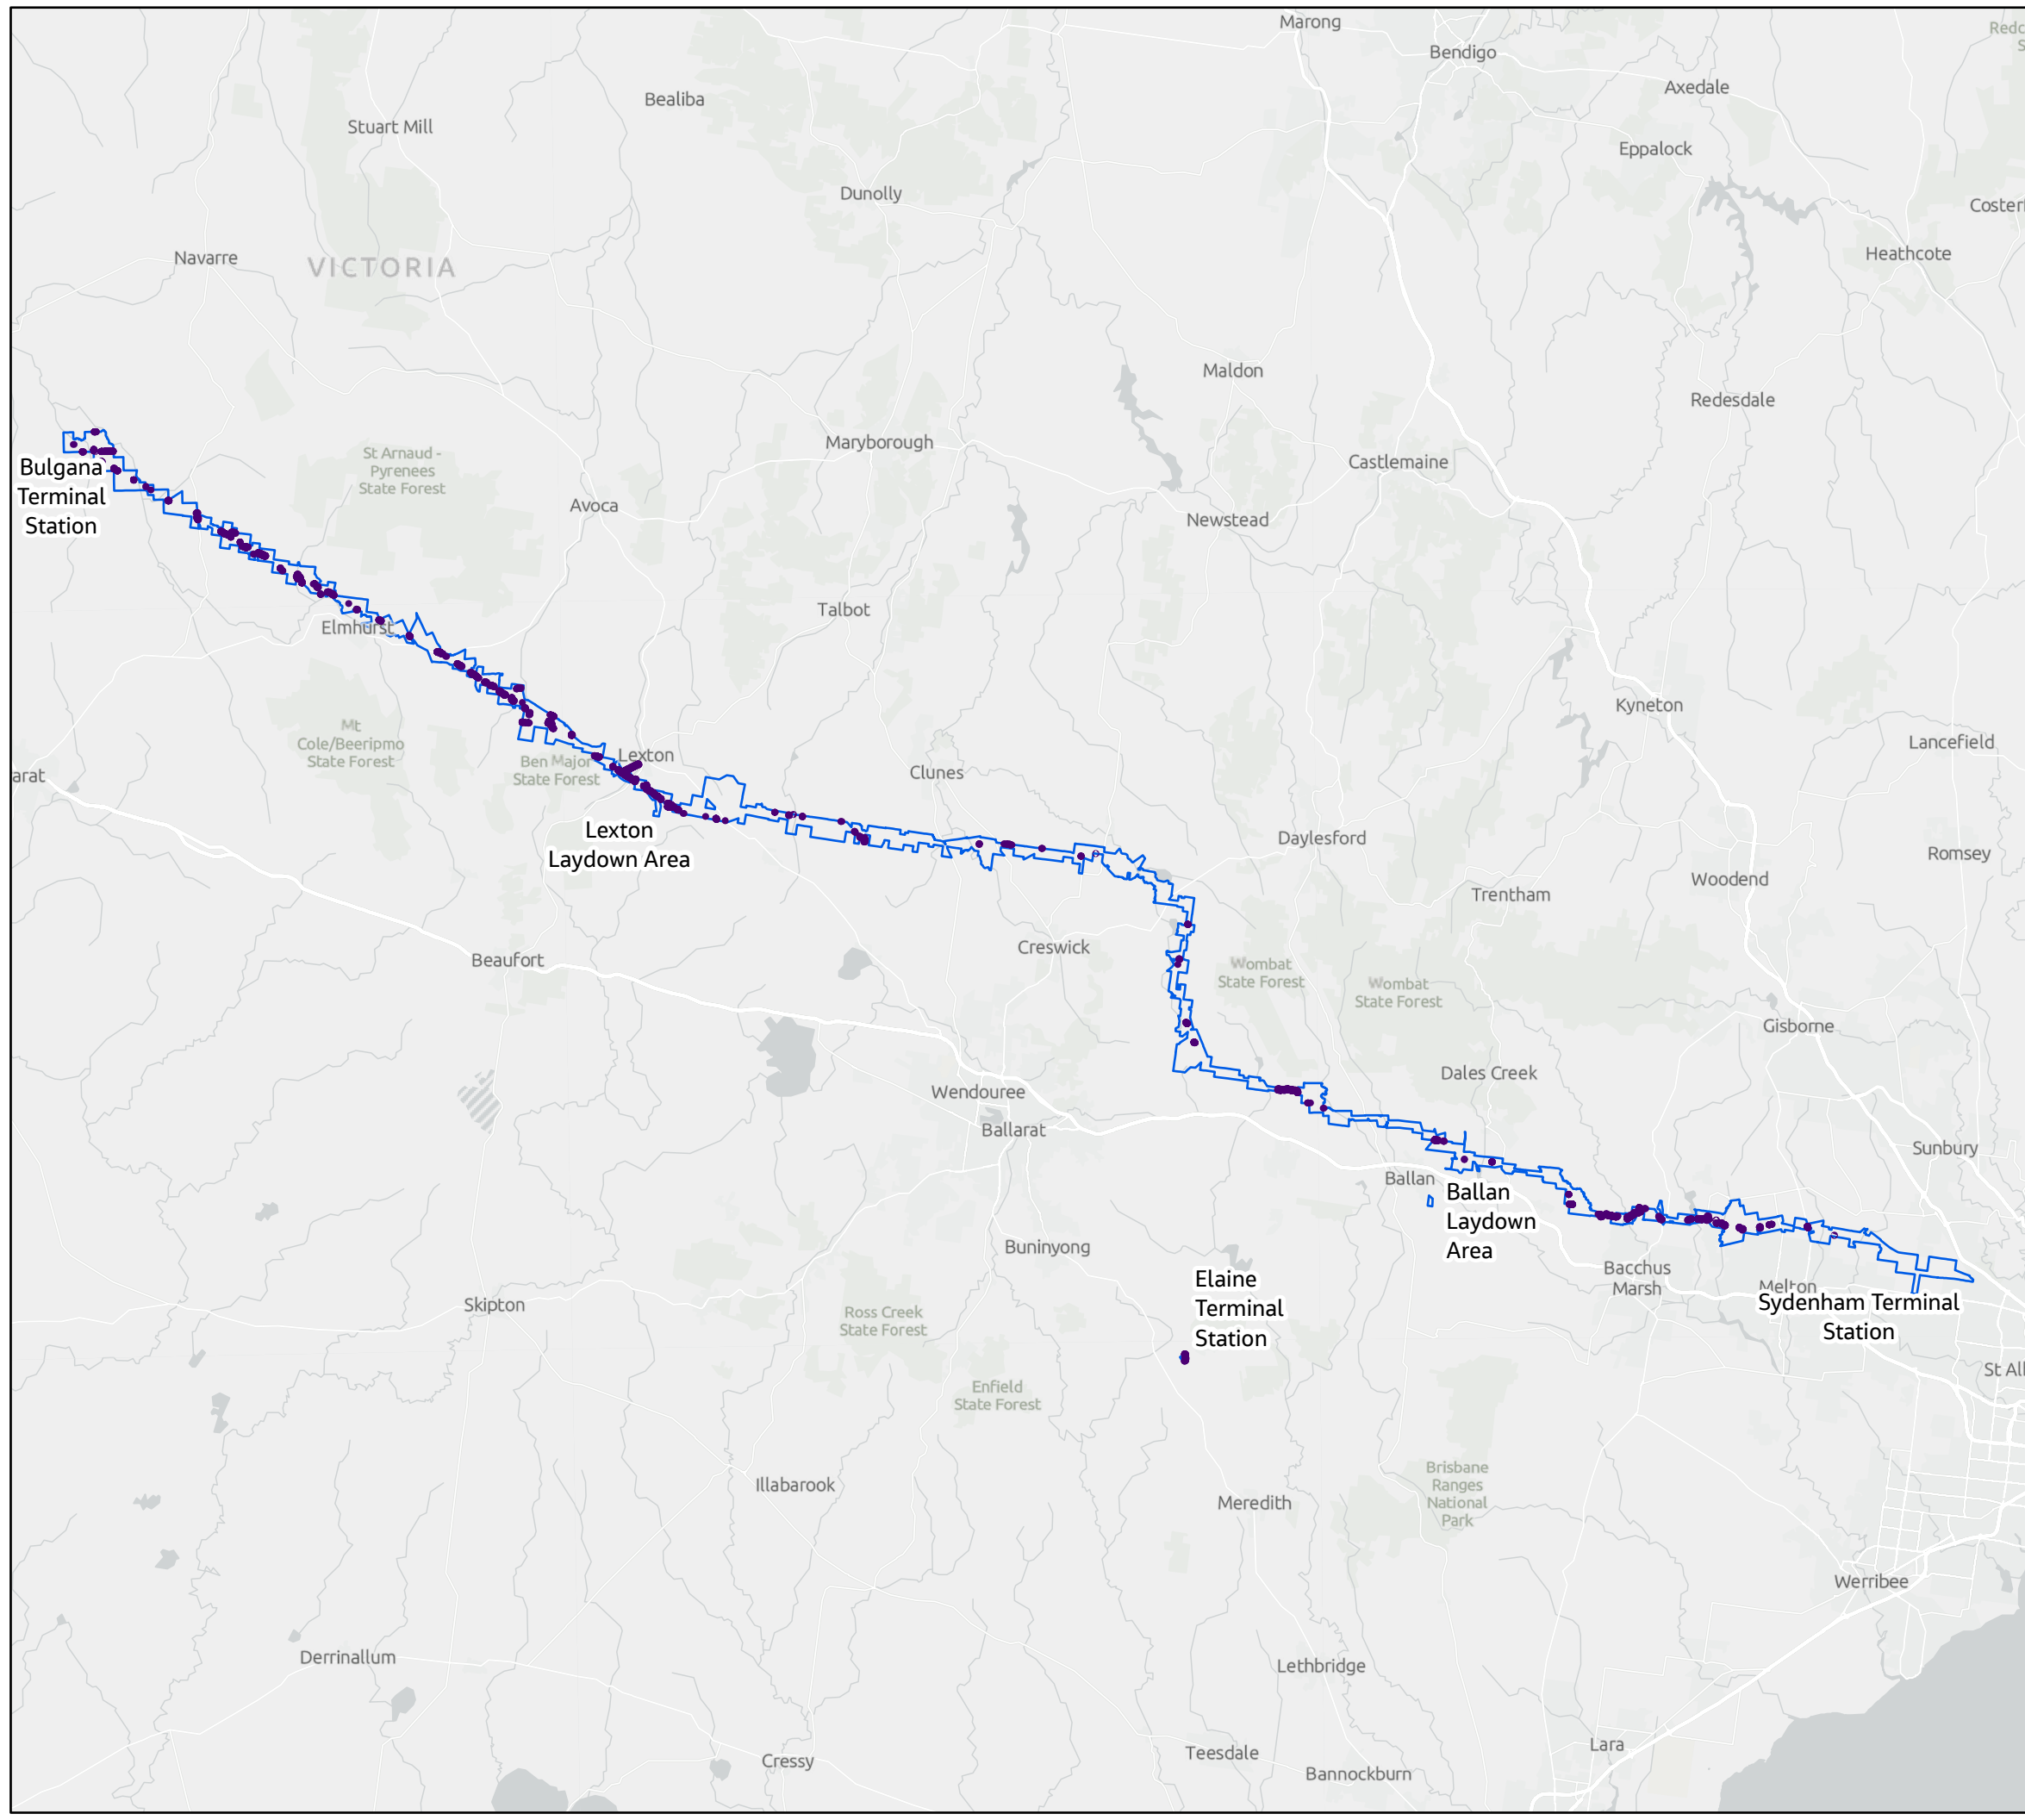 Marong
Redc
S
Bendigo
Axedale
Bealiba
Stuart Mill
Eppalock
Dunolly
Coster
Navarre
VICTORIA
Heathcote
Maldon
Redesdale
Maryborough
St Arnaud -
Pyrenees
State Forest
Castlemaine
Bulgana
Terminal
Station
Avoca
Newstead
Talbot
Elmhurst
Kyneton
Mt
Cole/Beeripmo
State Forest
Lancefield
Lexton
Ben Major
State Forest
arat
Clunes
Lexton
Laydown Area
Daylesford
Romsey
Woodend
Trentham
Creswick
Beaufort
Wombat
State Forest
Wombat
State Forest
Gisborne
Dales Creek
Wendouree
Ballarat
Sunbury
Ballan
Ballan
Laydown
Area
Buninyong
Bacchus
Marsh
Elaine
Terminal
Station
Melton
Sydenham Terminal
Station
Skipton
Ross Creek
State Forest
St Al
Enfield
State Forest
Brisbane
Ranges
National
Park
Illabarook
Meredith
Werribee
Derrinallum
Lethbridge
Lara
Teesdale
Cressy
Bannockburn